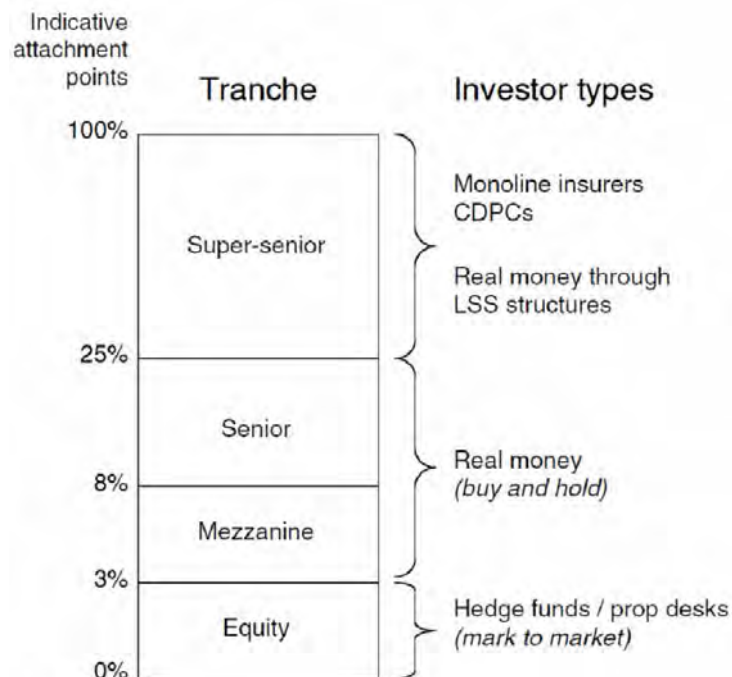 Indicative
attachment
points
Tranche
Investor types
100%
Super-senior
Monoline insurers
CDPCs
Real money through
LSS structures
25%
Senior
8%
Real money
(buy and hold)
Mezzanine
3%
Equity
Hedge funds / prop desks
(mark to market)
0%